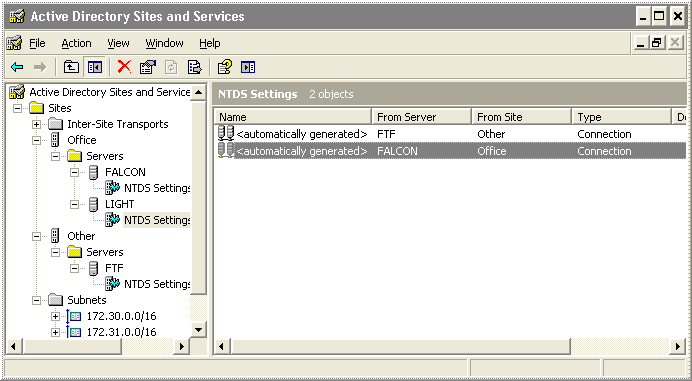 Active Directory Sites and Services
File Action View Window Help
Active Directory Sites and Service
Sites
Inter-Site Transports
Office
Servers
FALCON
NTDS Settings
LIGHT
NTDS Settings
Other
Servers
FTF
NTDS Settings
Subnets
172.30.0.0/16
172.31.0.0/16
NTDS Settings 2 objects
Name From Server From Site Type De
<automatically generated> FTF Other Connection
<automatically generated> FALCON Office Connection